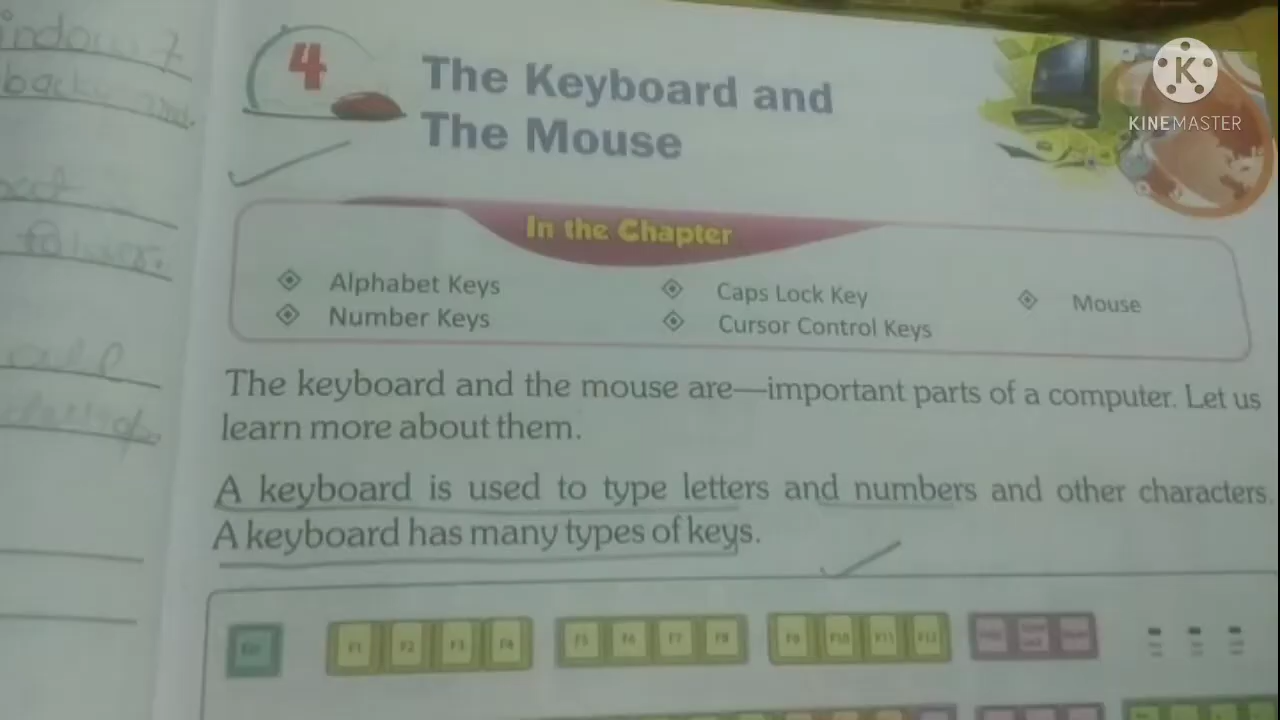 4
The Keyboard and
The Mouse
KINEMASTER
In the Chapter
Alphabet Keys
Caps Lock Key
Mouse
Number Keys
Cursor Control Keys
The keyboard and the mouse are—important parts of a computer. Let us
learn more about them.
A keyboard is used to type letters and numbers and other characters.
A keyboard has many types of keys.
Esc F1 F2 F3 F4 F5 F6 F7 F8 F9 F10 F11 F12